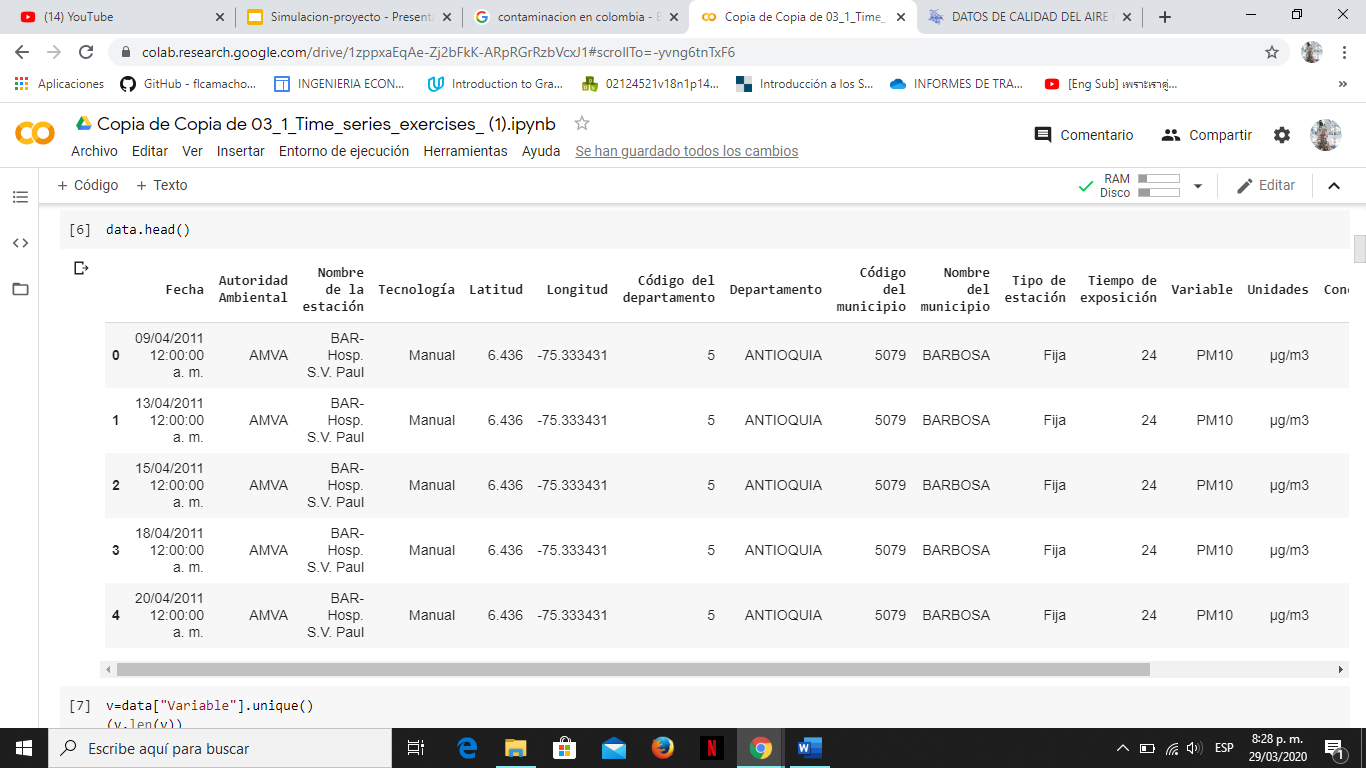 (14) YouTube
Simulacion-proyecto - Present
contaminacion en colombia - B
Copia de Copia de 03_1_Time_
DATOS DE CALIDAD DEL AIRE
colab.research.google.com/drive/1zppxaEqAe-Zj2bFkK-ARpRGrRzbVcxJ1#scrollTo=-yvng6tnTxF6
Aplicaciones
GitHub - flcamacho...
INGENIERIA ECON...
Introduction to Gra...
02124521v18n1p14...
Introducción a los S...
INFORMES DE TRA...
[Eng Sub] เพราะเราคู่...
Copia de Copia de 03_1_Time_series_exercises_ (1).ipynb
Comentario
Compartir
Archivo Editar Ver Insertar Entorno de ejecución Herramientas Ayuda Se han guardado todos los cambios
+ Código + Texto
RAM
Disco
Editar
[6] data.head()
Fecha Autoridad Ambiental Nombre de la estación Tecnología Latitud Longitud Código del departamento Departamento Código del municipio Nombre del municipio Tipo de estación Tiempo de exposición Variable Unidades Conc
0 09/04/2011 12:00:00 a. m. AMVA BAR-Hosp. S.V. Paul Manual 6.436 -75.333431 5 ANTIOQUIA 5079 BARBOSA Fija 24 PM10 µg/m3
1 13/04/2011 12:00:00 a. m. AMVA BAR-Hosp. S.V. Paul Manual 6.436 -75.333431 5 ANTIOQUIA 5079 BARBOSA Fija 24 PM10 µg/m3
2 15/04/2011 12:00:00 a. m. AMVA BAR-Hosp. S.V. Paul Manual 6.436 -75.333431 5 ANTIOQUIA 5079 BARBOSA Fija 24 PM10 µg/m3
3 18/04/2011 12:00:00 a. m. AMVA BAR-Hosp. S.V. Paul Manual 6.436 -75.333431 5 ANTIOQUIA 5079 BARBOSA Fija 24 PM10 µg/m3
4 20/04/2011 12:00:00 a. m. AMVA BAR-Hosp. S.V. Paul Manual 6.436 -75.333431 5 ANTIOQUIA 5079 BARBOSA Fija 24 PM10 µg/m3
[7] v=data["Variable"].unique()
(v,len(v))
Escribe aquí para buscar
ESP
8:28 p. m.
29/03/2020
1